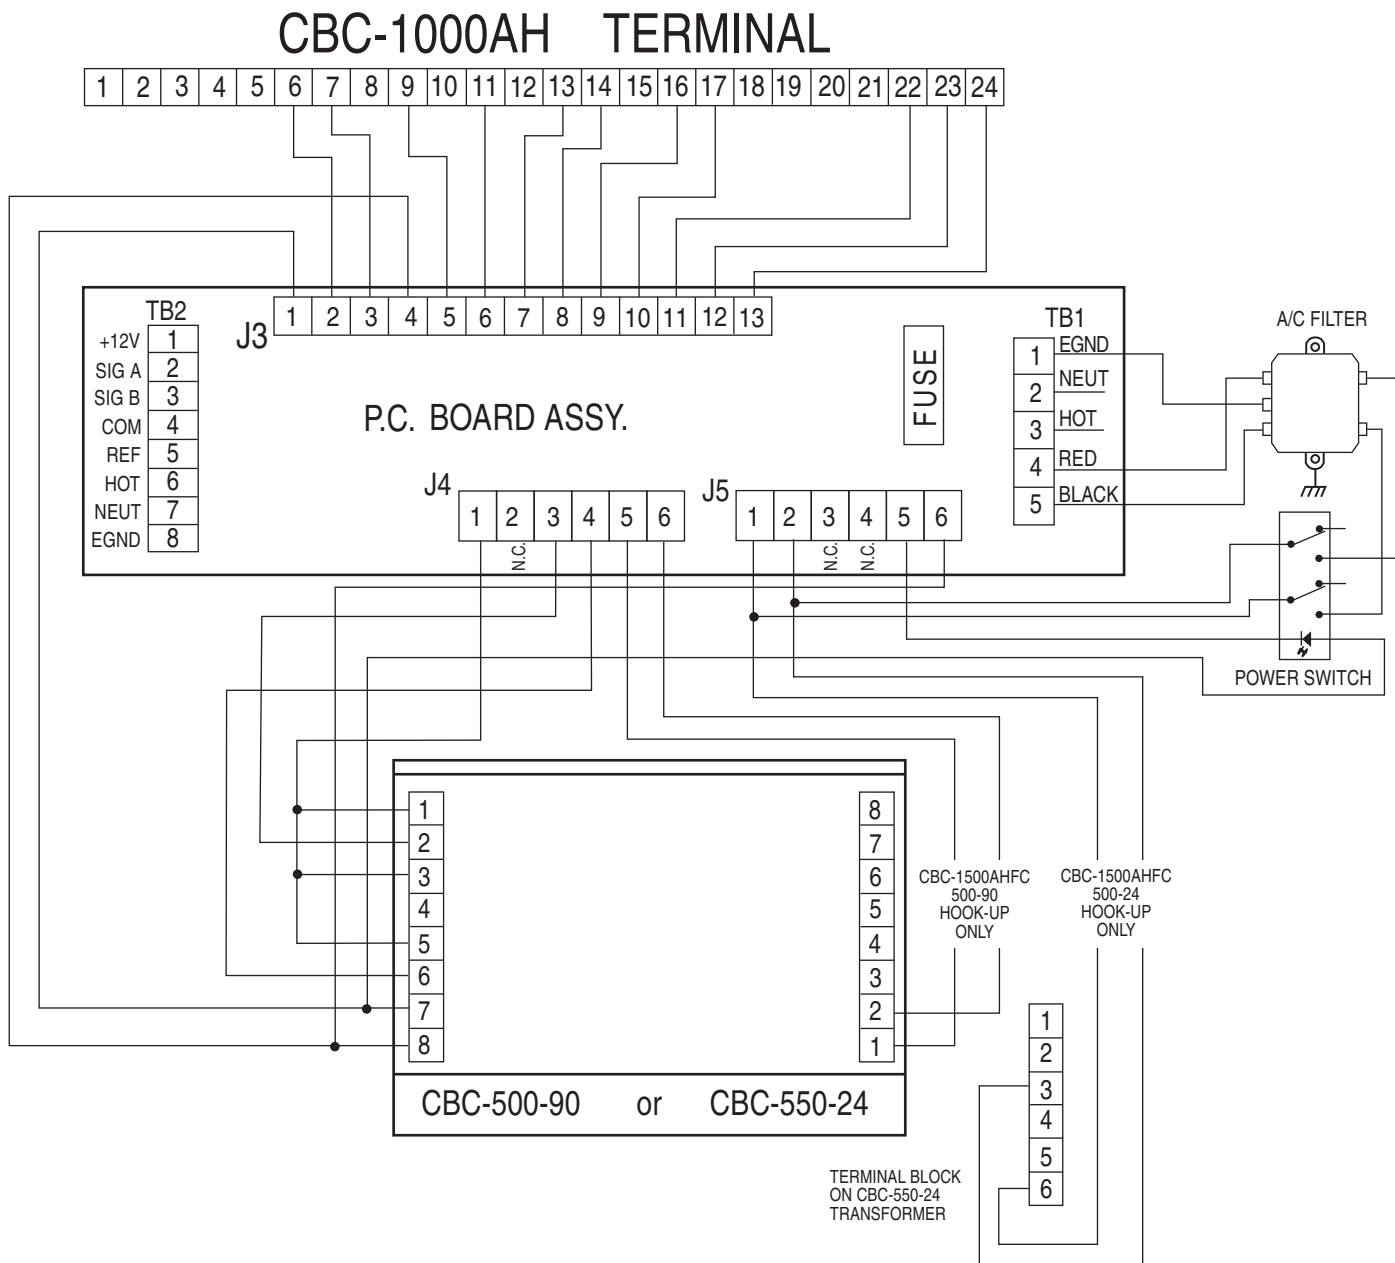 CBC-1000AH TERMINAL
1 2 3 4 5 6 7 8 9 10 11 12 13 14 15 16 17 18 19 20 21 22 23 24
TB2
+12V 1
SIG A 2
SIG B 3
COM 4
REF 5
HOT 6
NEUT 7
EGND 8
J3 1 2 3 4 5 6 7 8 9 10 11 12 13
P.C. BOARD ASSY.
FUSE
TB1
1 EGND
2 NEUT
3 HOT
4 RED
5 BLACK
A/C FILTER
J4 1 2 3 4 5 6
N.C.
J5 1 2 3 4 5 6
N.C. N.C.
POWER SWITCH
1
2
3
4
5
6
7
8
8
7
6
5
4
3
2
1
CBC-500-90 or CBC-550-24
CBC-1500AHFC
500-90
HOOK-UP
ONLY
CBC-1500AHFC
500-24
HOOK-UP
ONLY
1
2
3
4
5
6
TERMINAL BLOCK
ON CBC-550-24
TRANSFORMER